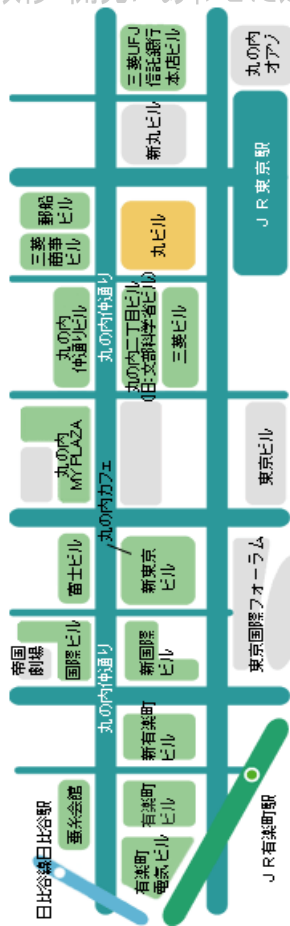 三菱UFJ
信託銀行
本店ビル
丸の内
オアゾ
新丸ビル
JR東京駅
郵船
ビル
三菱
商事
ビル
丸ビル
丸の内仲通り
丸の内
仲通りビル
丸の内二丁目ビル
(旧:文部科学省ビル)
三菱ビル
丸の内
MY PLAZA
丸の内カフェ
東京ビル
富士ビル
新東京
ビル
東京国際フォーラム
帝国
劇場
国際ビル
丸の内仲通り
新国際
ビル
新有楽町
ビル
日比谷線日比谷駅
蚕糸会館
有楽町
ビル
有楽町
電気ビル
JR有楽町駅